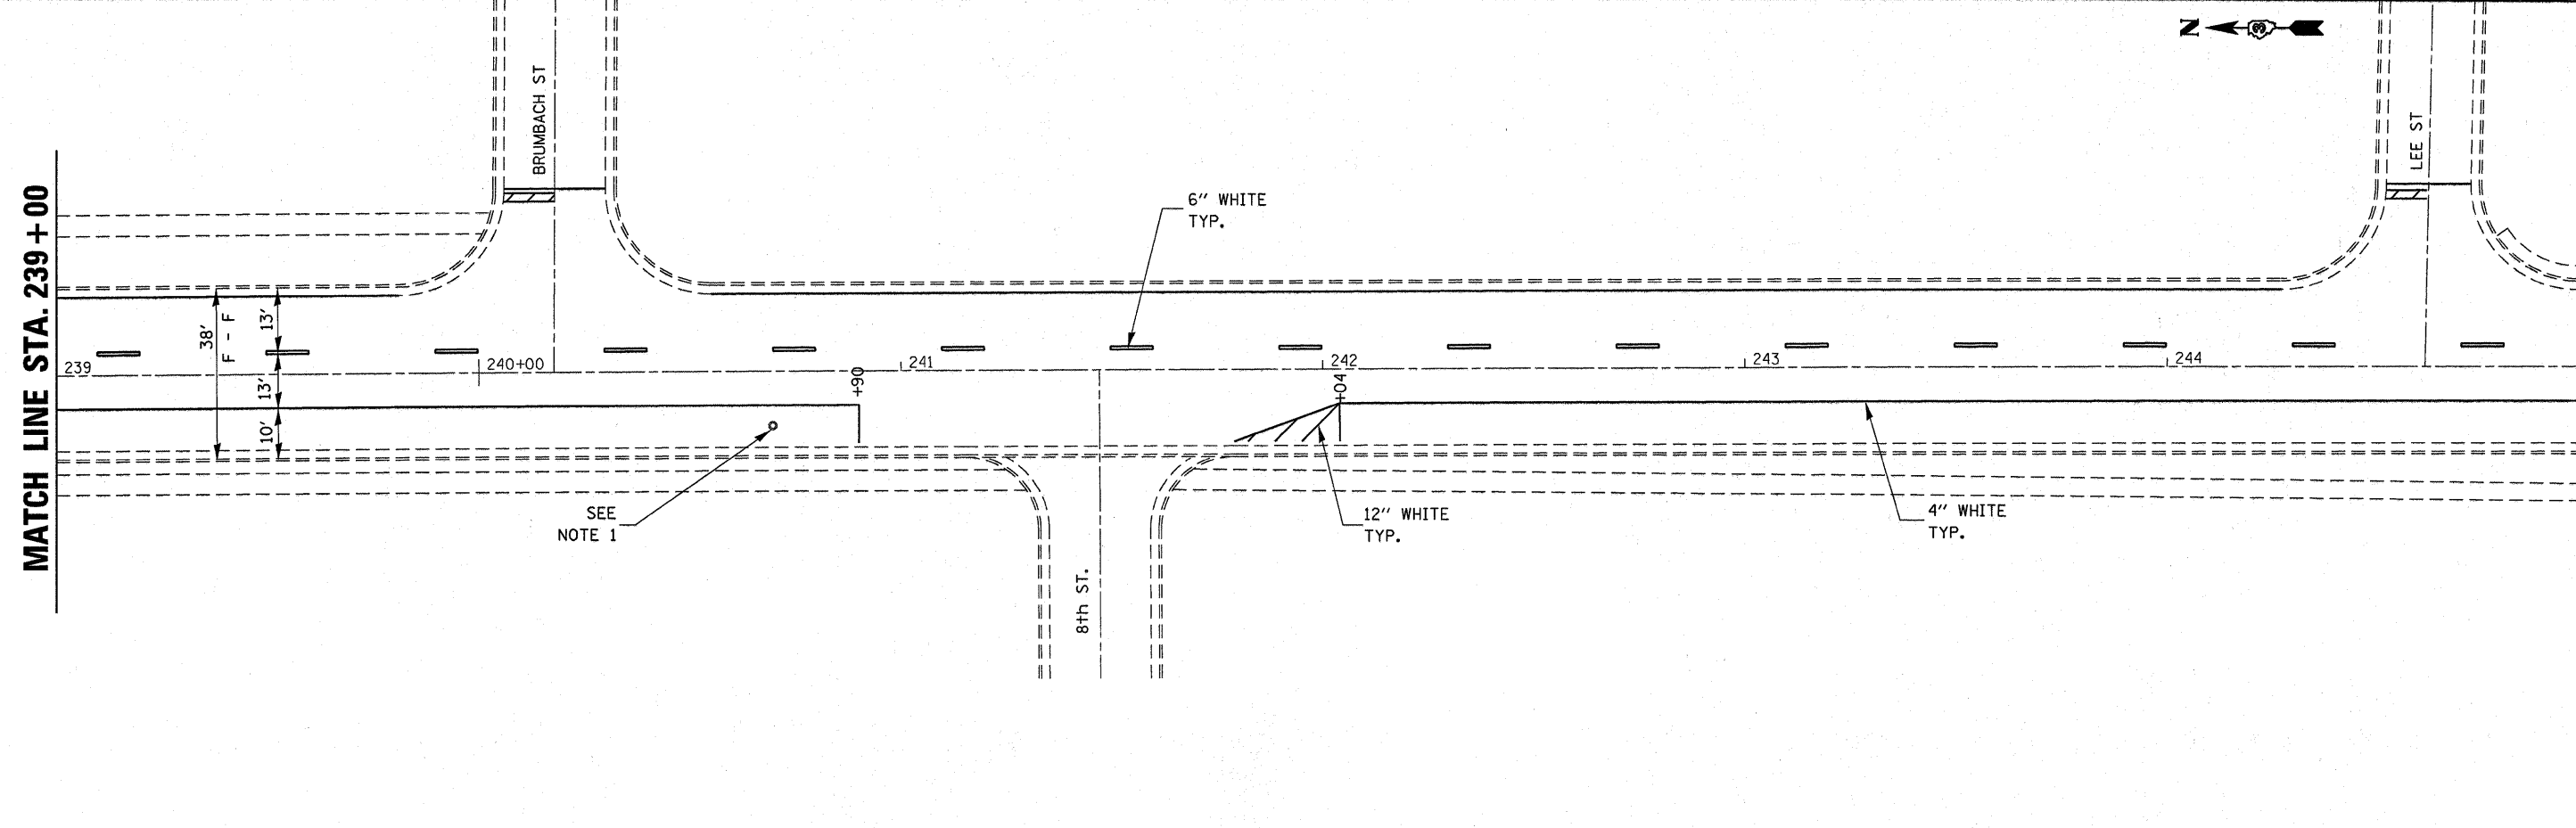 MATCH LINE STA. 239+00
BRUMBACH ST
LEE ST
N
3
6" WHITE
TYP.
38'
F - F
13'
13'
10'
239
240+00
241
242
243
244
+90
+04
SEE
NOTE 1
12" WHITE
TYP.
4" WHITE
TYP.
8th ST.